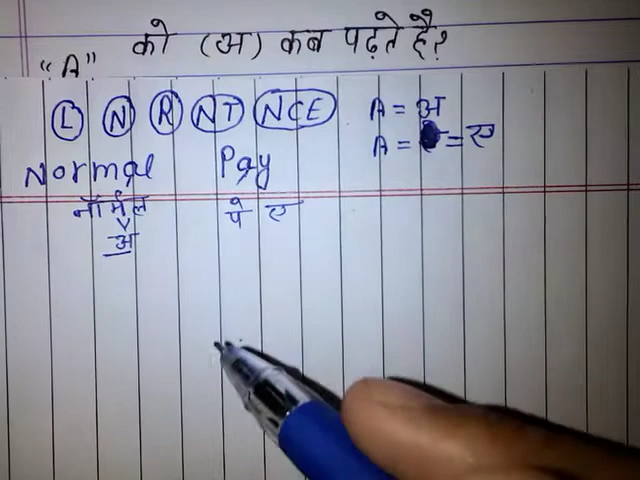 "A" को (अ) कब पढ़ते है?
L N R NT NCE A = अ
A = = ए
Normal Pay
नॉर्मल पे ए
अ